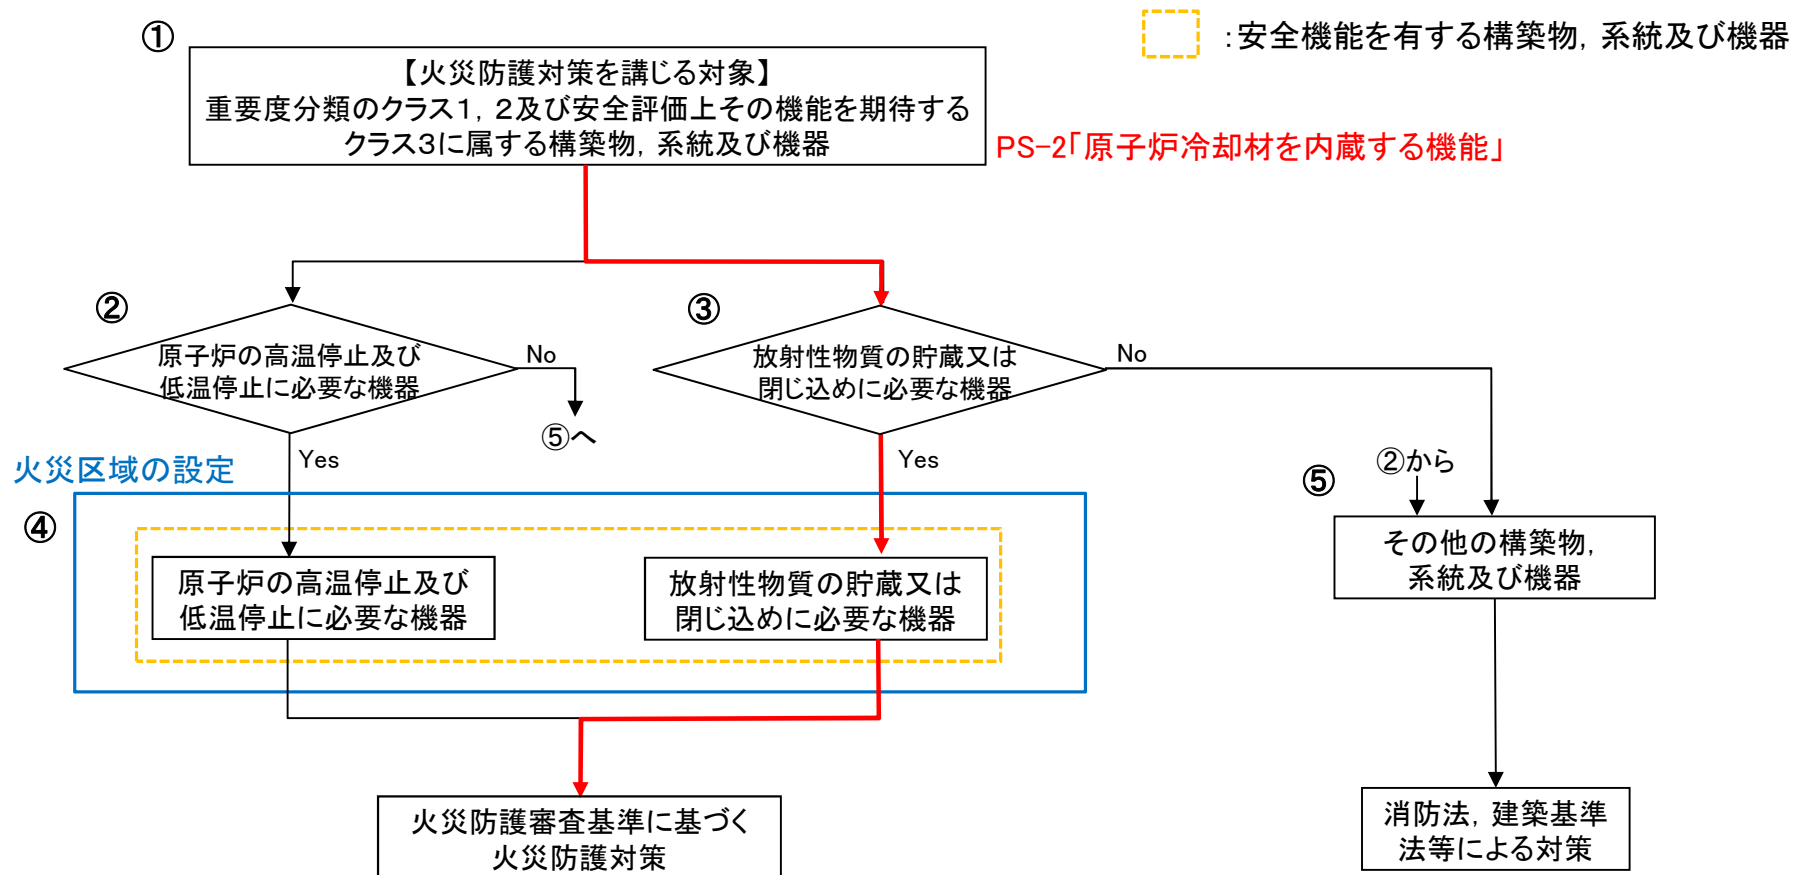 ①
：安全機能を有する構築物，系統及び機器
【火災防護対策を講じる対象】
重要度分類のクラス１，２及び安全評価上その機能を期待する
クラス３に属する構築物，系統及び機器
PS-2「原子炉冷却材を内蔵する機能」
②
原子炉の高温停止及び
低温停止に必要な機器
No
⑤へ
Yes
③
放射性物質の貯蔵又は
閉じ込めに必要な機器
No
Yes
火災区域の設定
④
原子炉の高温停止及び
低温停止に必要な機器
放射性物質の貯蔵又は
閉じ込めに必要な機器
②から
⑤
その他の構築物，
系統及び機器
火災防護審査基準に基づく
火災防護対策
消防法，建築基準
法等による対策